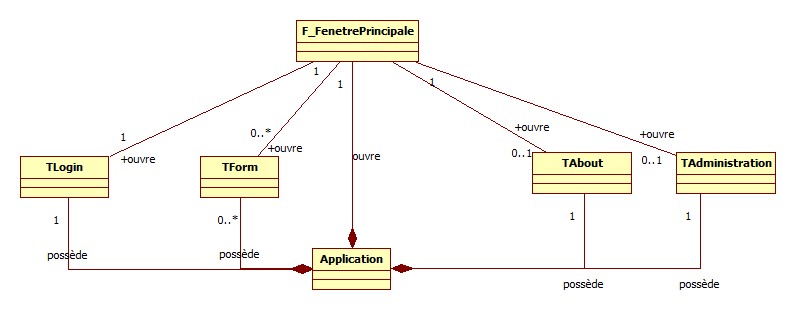 F_FenetrePrincipale
1
1
1
1
1
0..*
+ouvre
+ouvre
+ouvre
ouvre
+ouvre
0..1
0..1
TLogin
TForm
TAbout
TAdministration
1
0..*
1
1
possède
possède
Application
possède
possède